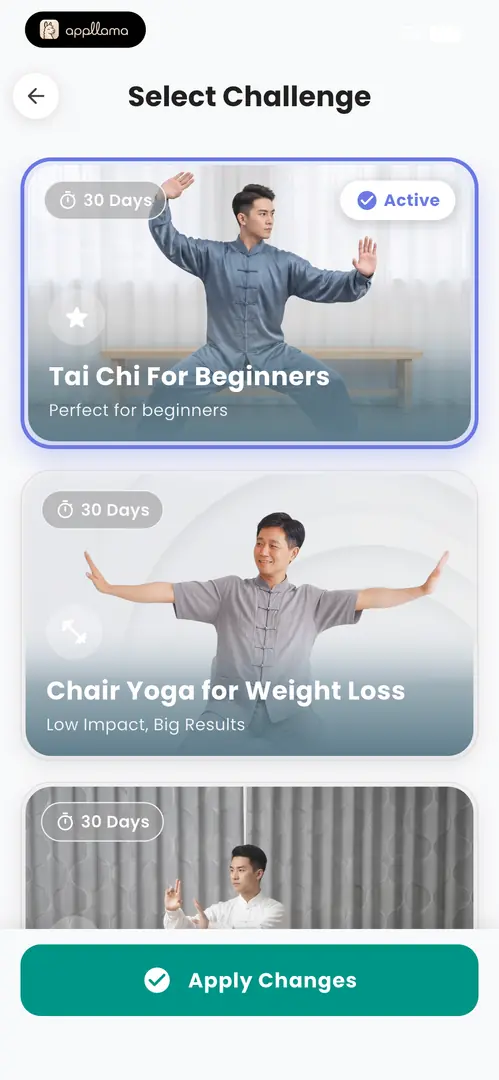 appllama
Select Challenge
30 Days
Active
Tai Chi For Beginners
Perfect for beginners
30 Days
Chair Yoga for Weight Loss
Low Impact, Big Results
30 Days
Apply Changes